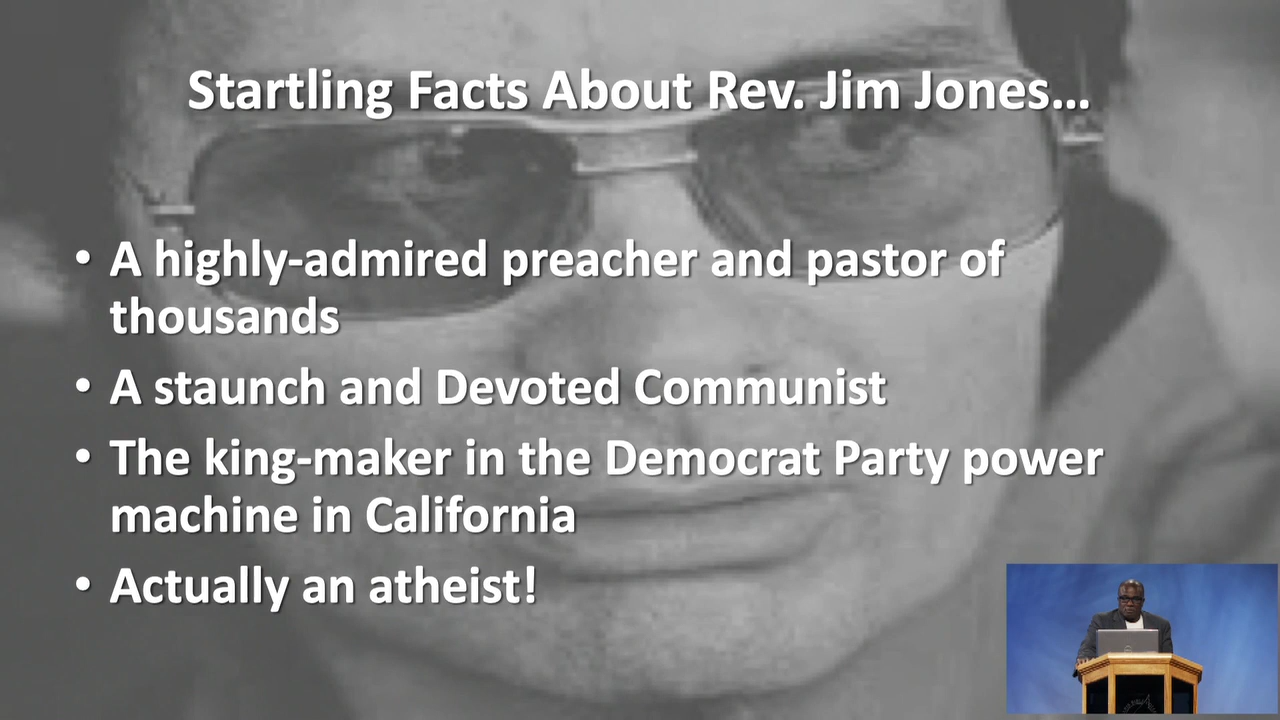 Startling Facts About Rev. Jim Jones...
• A highly-admired preacher and pastor of
thousands
• A staunch and Devoted Communist
• The king-maker in the Democrat Party power
machine in California
• Actually an atheist!